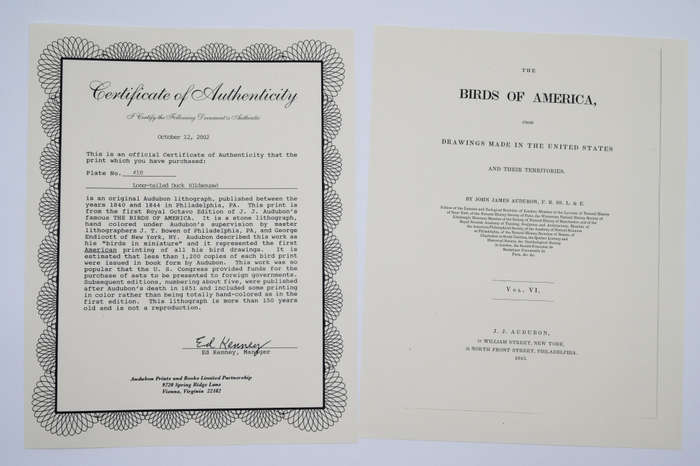 Certificate of Authenticity
I Certify the Following Document is Authentic
October 12, 2002
This is an official Certificate of Authenticity that the
print which you have purchased:
Plate No. 410
Long-tailed Duck (Oldsquaw)
is an original Audubon lithograph, published between the
years 1840 and 1844 in Philadelphia, PA. This print is
from the first Royal Octavo Edition of J. J. Audubon's
famous THE BIRDS OF AMERICA. It is a stone lithograph,
hand colored under Audubon's supervision by master
lithographers J. T. Bowen of Philadelphia, PA, and George
Endicott of New York, NY. Audubon described this work as
his "birds in miniature" and it represented the first
American printing of all his bird drawings. It is
estimated that less than 1,200 copies of each bird print
were issued in book form by Audubon. This work was so
popular that the U. S. Congress provided funds for the
purchase of sets to be presented to foreign governments.
Subsequent editions, numbering about five, were published
after Audubon's death in 1851 and included some printing
in color rather than being totally hand-colored as in the
first edition. This lithograph is more than 150 years
old and is not a reproduction.
Ed Kenney
Ed Kenney, Manager
Audubon Prints and Books Limited Partnership
9720 Spring Ridge Lane
Vienna, Virginia 22182
THE
BIRDS OF AMERICA,
FROM
DRAWINGS MADE IN THE UNITED STATES
AND THEIR TERRITORIES.
BY JOHN JAMES AUDUBON, F. R. SS. L. & E.
Vol. VI.
J. J. AUDUBON,
77 WILLIAM STREET, NEW YORK.
34 NORTH FRONT STREET, PHILADELPHIA.
1843.